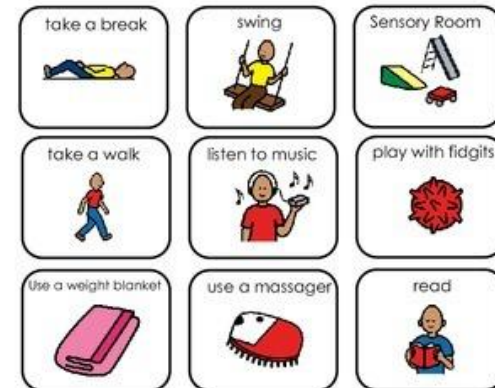 take a break
swing
Sensory Room
take a walk
listen to music
play with fidgits
Use a weight blanket
use a massager
read